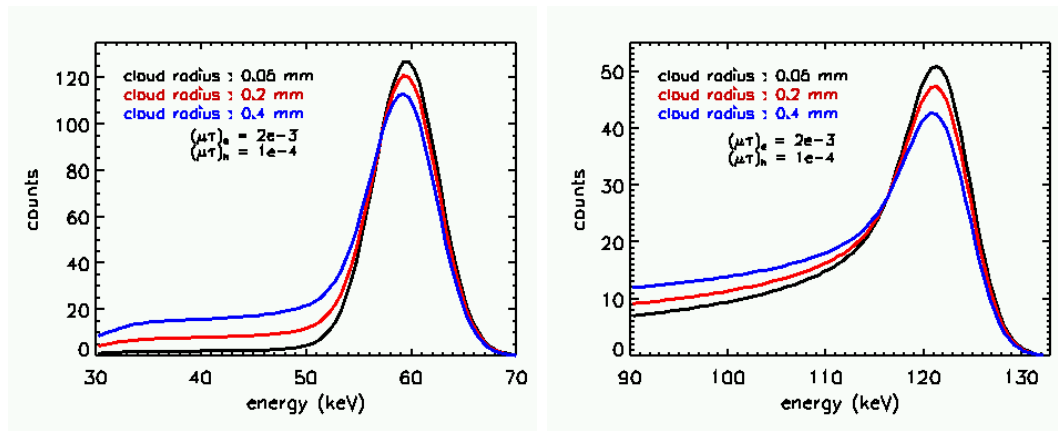 120
100
80
60
40
20
0
counts
cloud radius : 0.06 mm
cloud radius : 0.2 mm
cloud radius : 0.4 mm
(μτ)e = 2e-3
(μτ)h = 1e-4
30 40 50 60 70
energy (keV)
50
40
30
20
10
0
counts
cloud radius : 0.06 mm
cloud radius : 0.2 mm
cloud radius : 0.4 mm
(μτ)e = 2e-3
(μτ)h = 1e-4
90 100 110 120 130
energy (keV)